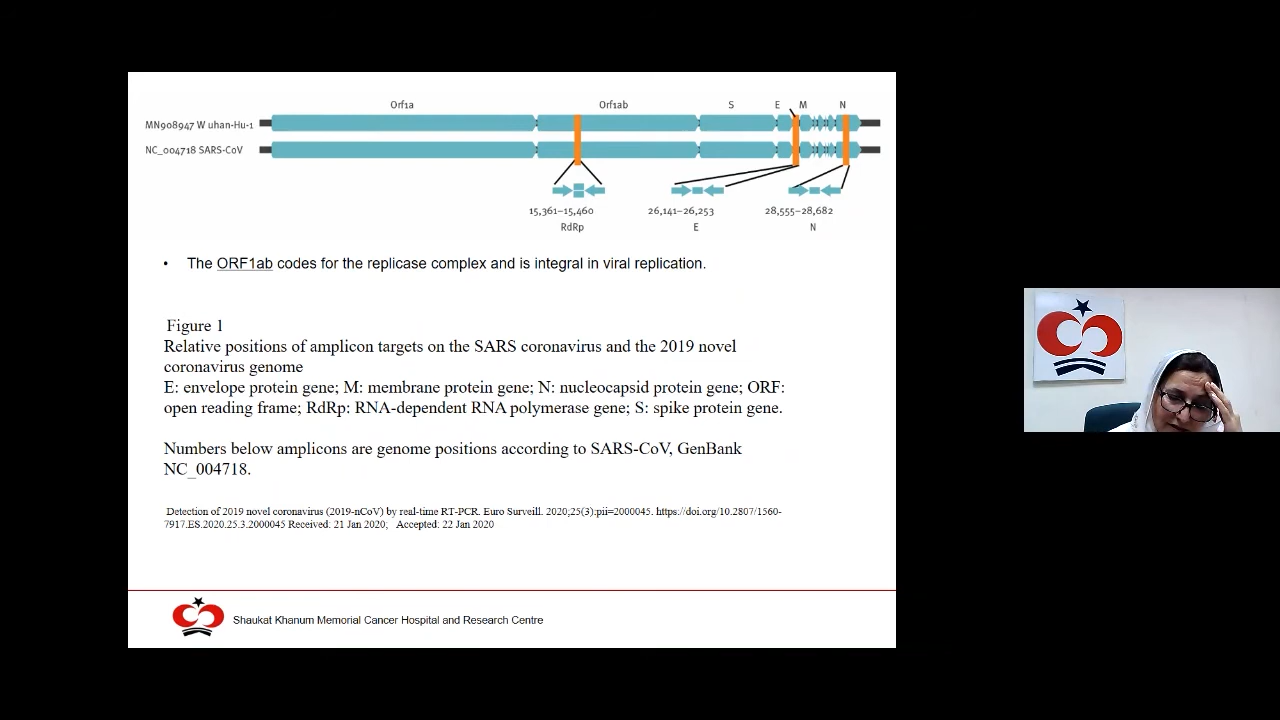 Orf1a Orf1ab S E M N
MN908947 W uhan-Hu-1
NC_004718 SARS-CoV
15,361–15,460 26,141–26,253 28,555–28,682
RdRp E N
• The ORF1ab codes for the replicase complex and is integral in viral replication.
Figure 1
Relative positions of amplicon targets on the SARS coronavirus and the 2019 novel
coronavirus genome
E: envelope protein gene; M: membrane protein gene; N: nucleocapsid protein gene; ORF:
open reading frame; RdRp: RNA-dependent RNA polymerase gene; S: spike protein gene.
Numbers below amplicons are genome positions according to SARS-CoV, GenBank
NC_004718.
Detection of 2019 novel coronavirus (2019-nCoV) by real-time RT-PCR. Euro Surveill. 2020;25(3):pii=2000045. https://doi.org/10.2807/1560-
7917.ES.2020.25.3.2000045 Received: 21 Jan 2020; Accepted: 22 Jan 2020
Shaukat Khanum Memorial Cancer Hospital and Research Centre